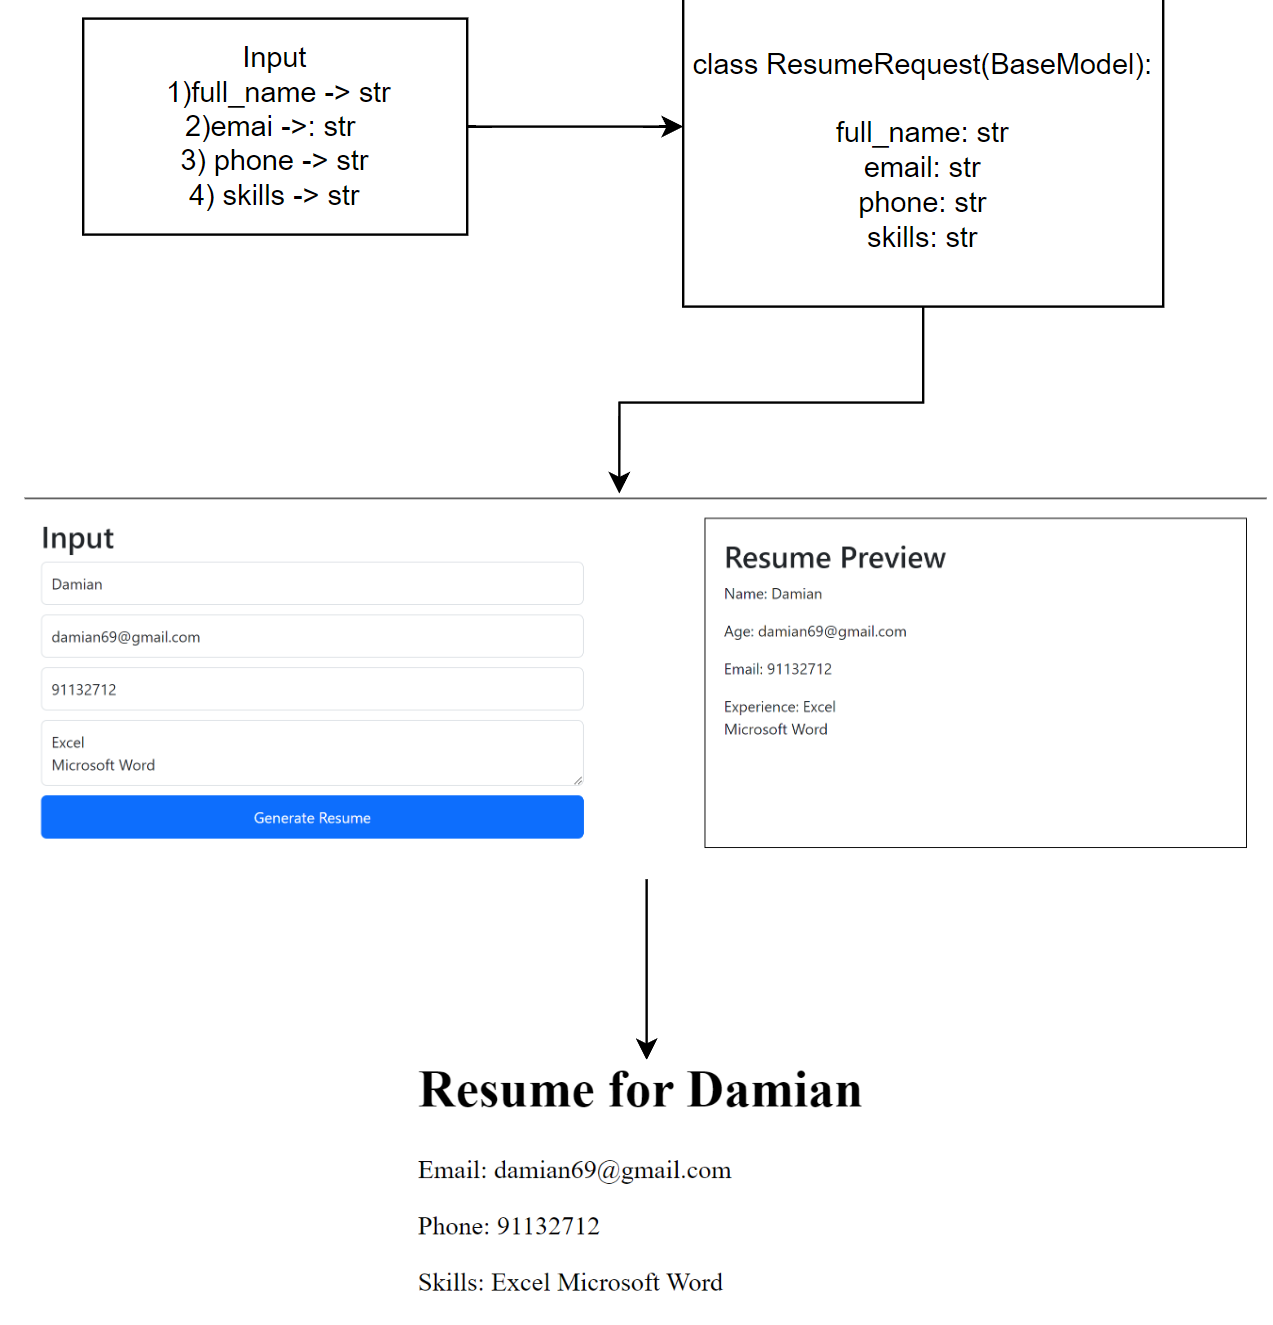 Input
1)full_name -> str
2)emai ->: str
3) phone -> str
4) skills -> str
class ResumeRequest(BaseModel):
full_name: str
email: str
phone: str
skills: str
Input
Damian
damian69@gmail.com
91132712
Excel
Microsoft Word
Generate Resume
Resume Preview
Name: Damian
Age: damian69@gmail.com
Email: 91132712
Experience: Excel
Microsoft Word
Resume for Damian
Email: damian69@gmail.com
Phone: 91132712
Skills: Excel Microsoft Word